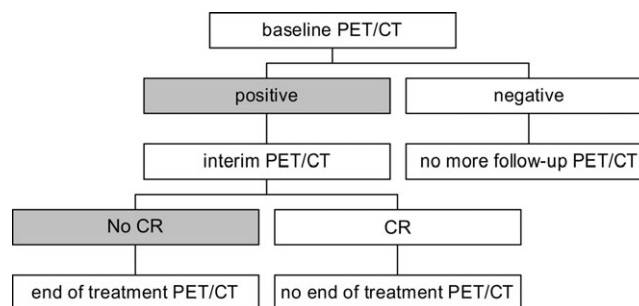 baseline PET/CT
positive
negative
interim PET/CT
no more follow-up PET/CT
No CR
CR
end of treatment PET/CT
no end of treatment PET/CT